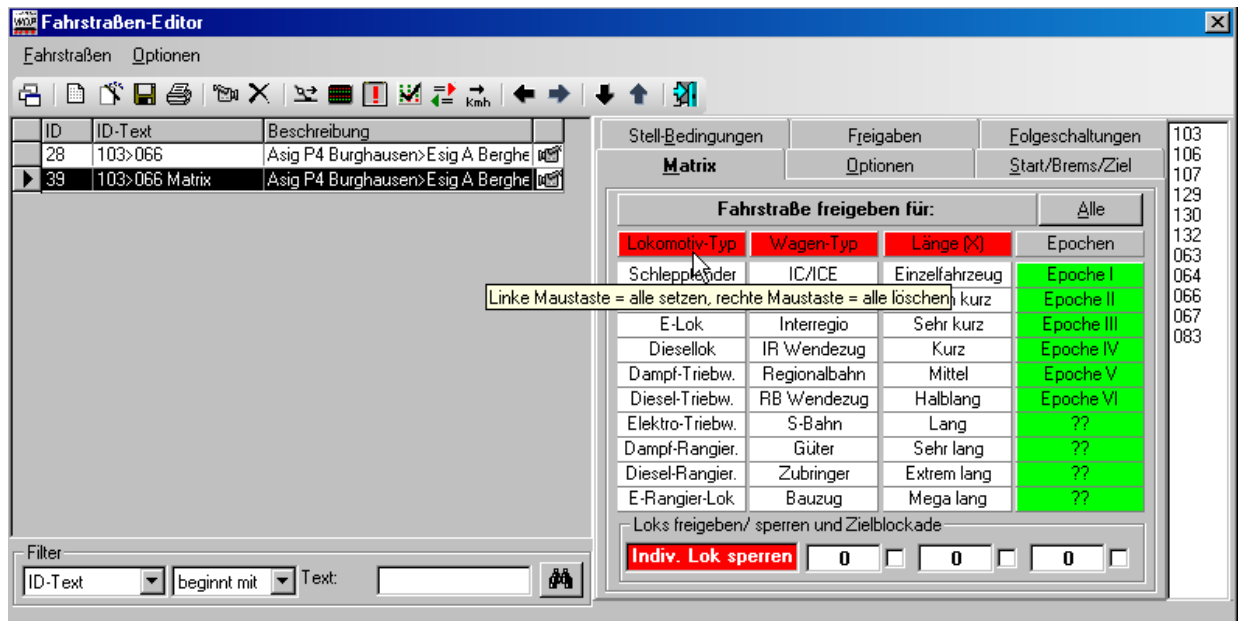 Fahrstraßen-Editor
Fahrstraßen Optionen
Kmh
ID ID-Text Beschreibung
28 103>066 Asig P4 Burghausen>Esig A Berghe
39 103>066 Matrix Asig P4 Burghausen>Esig A Berghe
Filter
ID-Text beginnt mit Text:
Stell-Bedingungen Freigaben Folgeschaltungen
Matrix Optionen Start/Brems/Ziel
Fahrstraße freigeben für: Alle
Lokomotiv-Typ Wagen-Typ Länge (X) Epochen
Schlepptender IC/ICE Einzelfahrzeug Epoche I
Linke Maustaste = alle setzen, rechte Maustaste = alle löschen kurz Epoche II
E-Lok Interregio Sehr kurz Epoche III
Diesellok IR Wendezug Kurz Epoche IV
Dampf-Triebw. Regionalbahn Mittel Epoche V
Diesel-Triebw. RB Wendezug Halblang Epoche VI
Elektro-Triebw. S-Bahn Lang ??
Dampf-Rangier. Güter Sehr lang ??
Diesel-Rangier. Zubringer Extrem lang ??
E-Rangier-Lok Bauzug Mega lang ??
Loks freigeben/ sperren und Zielblockade
Indiv. Lok sperren 0 0 0
103
106
107
129
130
132
063
064
066
067
083